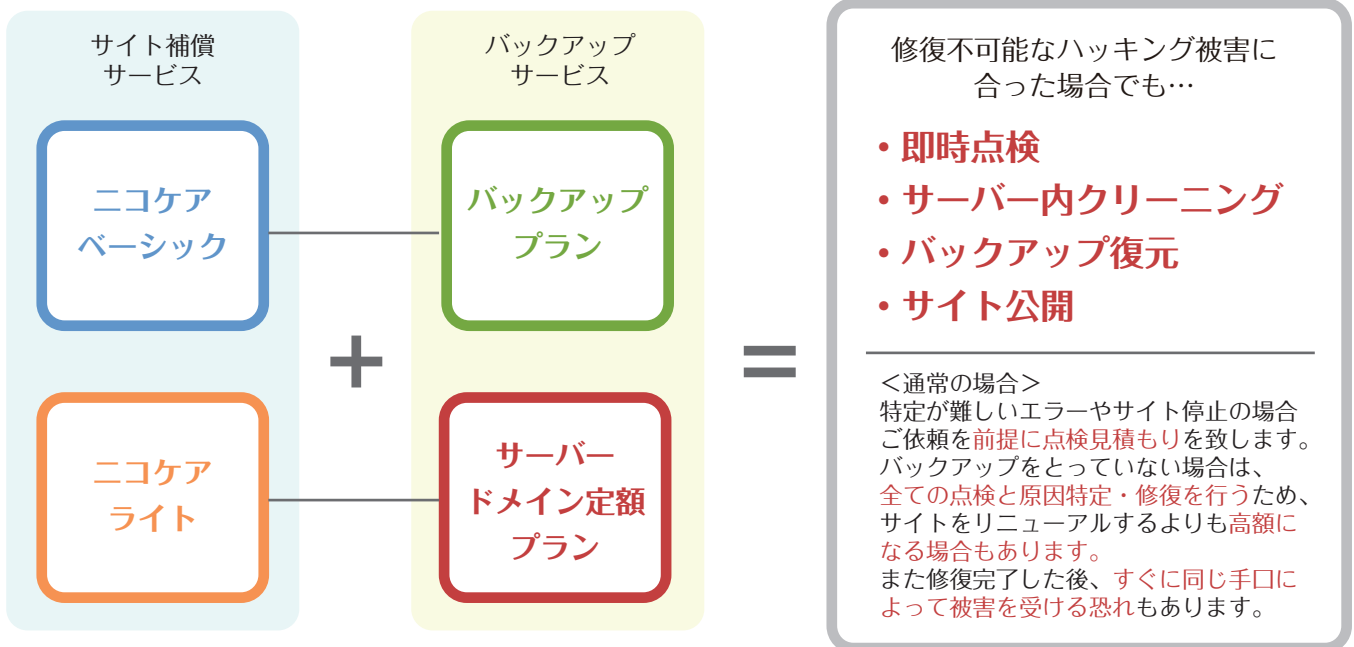 サイト補償
サービス
ニコケア
ベーシック
ニコケア
ライト
+
バックアップ
サービス
バックアップ
プラン
サーバー
ドメイン定額
プラン
=
修復不可能なハッキング被害に
合った場合でも…
・即時点検
・サーバー内クリーニング
・バックアップ復元
・サイト公開
＜通常の場合＞
特定が難しいエラーやサイト停止の場合
ご依頼を前提に点検見積もりを致します。
バックアップをとっていない場合は、
全ての点検と原因特定・修復を行うため、
サイトをリニューアルするよりも高額に
なる場合もあります。
また修復完了した後、すぐに同じ手口に
よって被害を受ける恐れもあります。